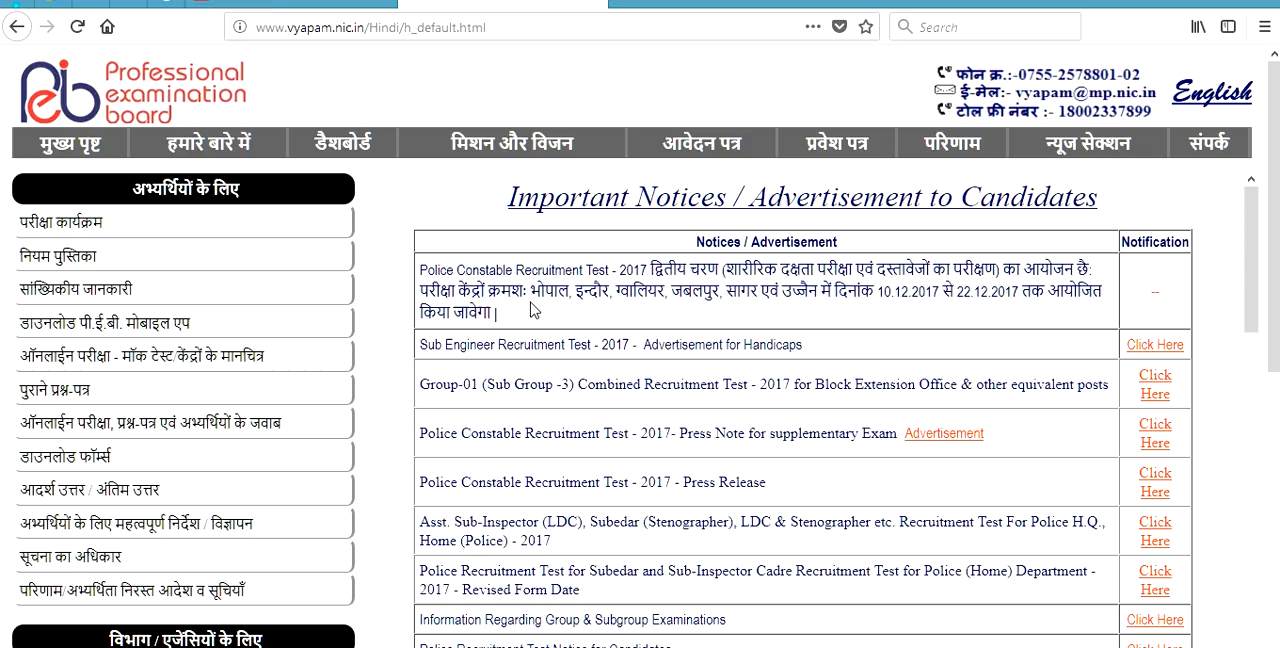 www.vyapam.nic.in/Hindi/h_default.html
Search
Professional
examination
board
फोन क्र.:-0755-2578801-02
ई-मेल:- vyapam@mp.nic.in
टोल फ्री नंबर :- 18002337899
English
मुख्य पृष्ट
हमारे बारे में
डैशबोर्ड
मिशन और विजन
आवेदन पत्र
प्रवेश पत्र
परिणाम
न्यूज सेक्शन
संपर्क
अभ्यर्थियों के लिए
परीक्षा कार्यक्रम
नियम पुस्तिका
सांख्यिकीय जानकारी
डाउनलोड पी.ई.बी. मोबाइल एप
ऑनलाईन परीक्षा - मॉक टेस्ट/केंद्रों के मानचित्र
पुराने प्रश्न-पत्र
ऑनलाईन परीक्षा, प्रश्न-पत्र एवं अभ्यर्थियों के जवाब
डाउनलोड फॉर्म्स
आदर्श उत्तर / अंतिम उत्तर
अभ्यर्थियों के लिए महत्वपूर्ण निर्देश / विज्ञापन
सूचना का अधिकार
परिणाम/अभ्यर्थिता निरस्त आदेश व सूचियाँ
विभाग / एजेंसियों के लिए
Important Notices / Advertisement to Candidates
Notices / Advertisement Notification
Police Constable Recruitment Test - 2017 द्वितीय चरण (शारीरिक दक्षता परीक्षा एवं दस्तावेजों का परीक्षण) का आयोजन छै:
परीक्षा केंद्रों क्रमशः भोपाल, इन्दौर, ग्वालियर, जबलपुर, सागर एवं उज्जैन में दिनांक 10.12.2017 से 22.12.2017 तक आयोजित
किया जावेगा |
--
Sub Engineer Recruitment Test - 2017 - Advertisement for Handicaps Click Here
Group-01 (Sub Group -3) Combined Recruitment Test - 2017 for Block Extension Office & other equivalent posts
Click
Here
Police Constable Recruitment Test - 2017- Press Note for supplementary Exam Advertisement
Click
Here
Police Constable Recruitment Test - 2017 - Press Release
Click
Here
Asst. Sub-Inspector (LDC), Subedar (Stenographer), LDC & Stenographer etc. Recruitment Test For Police H.Q.,
Home (Police) - 2017
Click
Here
Police Recruitment Test for Subedar and Sub-Inspector Cadre Recruitment Test for Police (Home) Department -
2017 - Revised Form Date
Click
Here
Information Regarding Group & Subgroup Examinations Click Here
Police Recruitment Test Notice for Candidates Click Here